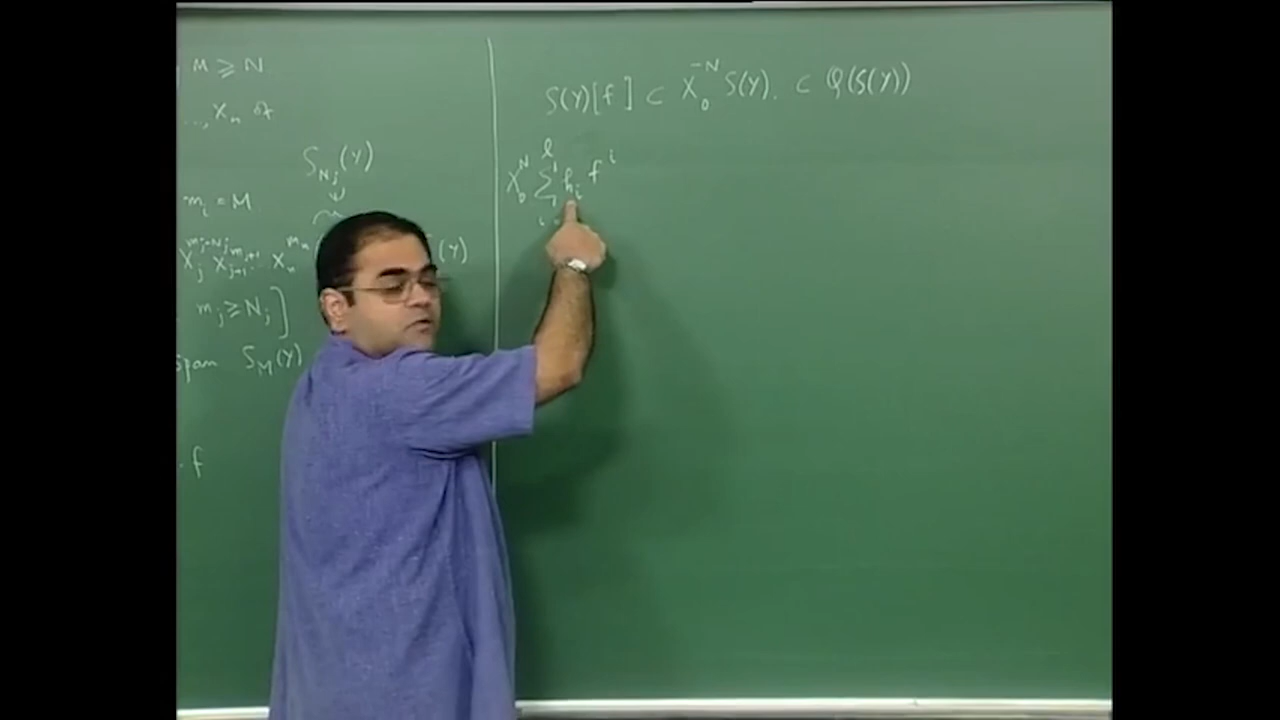 M ≥ N
..., Xₙ of
S_{N_j}(Y)
m_i = M
X_j^{m_j-N_j} X_{j+1}^{m_{j+1}} ... X_n^{m_n} (Y)
m_j ≥ N_j ]
span S_M(Y)
. f
S(Y)[f] ⊂ X_0^{-N} S(Y). ⊂ Q(S(Y))
X_0^N ∑_{i}^{l} h_i f^i